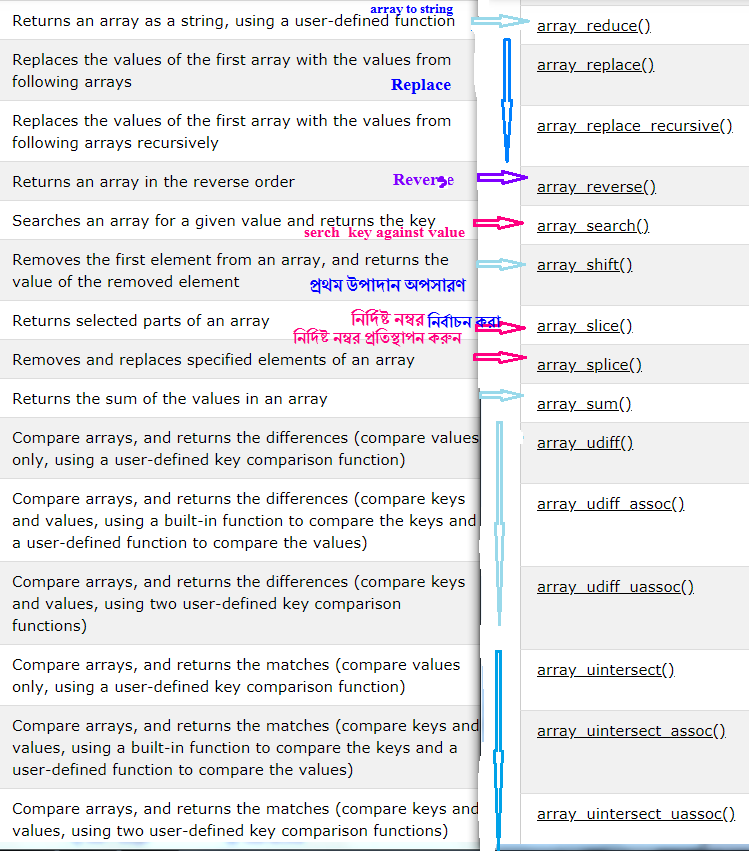 array to string
Returns an array as a string, using a user-defined function
array_reduce()
Replaces the values of the first array with the values from
following arrays
Replace
array_replace()
Replaces the values of the first array with the values from
following arrays recursively
array_replace_recursive()
Returns an array in the reverse order
Reverse
array_reverse()
Searches an array for a given value and returns the key
serch key against value
array_search()
Removes the first element from an array, and returns the
value of the removed element
প্রথম উপাদান অপসারণ
array_shift()
Returns selected parts of an array
নির্দিষ্ট নম্বর নির্বাচন করা
array_slice()
নির্দিষ্ট নম্বর প্রতিস্থাপন করুন
Removes and replaces specified elements of an array
array_splice()
Returns the sum of the values in an array
array_sum()
Compare arrays, and returns the differences (compare values
only, using a user-defined key comparison function)
array_udiff()
Compare arrays, and returns the differences (compare keys
and values, using a built-in function to compare the keys and
a user-defined function to compare the values)
array_udiff_assoc()
Compare arrays, and returns the differences (compare keys
and values, using two user-defined key comparison
functions)
array_udiff_uassoc()
Compare arrays, and returns the matches (compare values
only, using a user-defined key comparison function)
array_uintersect()
Compare arrays, and returns the matches (compare keys and
values, using a built-in function to compare the keys and a
user-defined function to compare the values)
array_uintersect_assoc()
Compare arrays, and returns the matches (compare keys and
values, using two user-defined key comparison functions)
array_uintersect_uassoc()